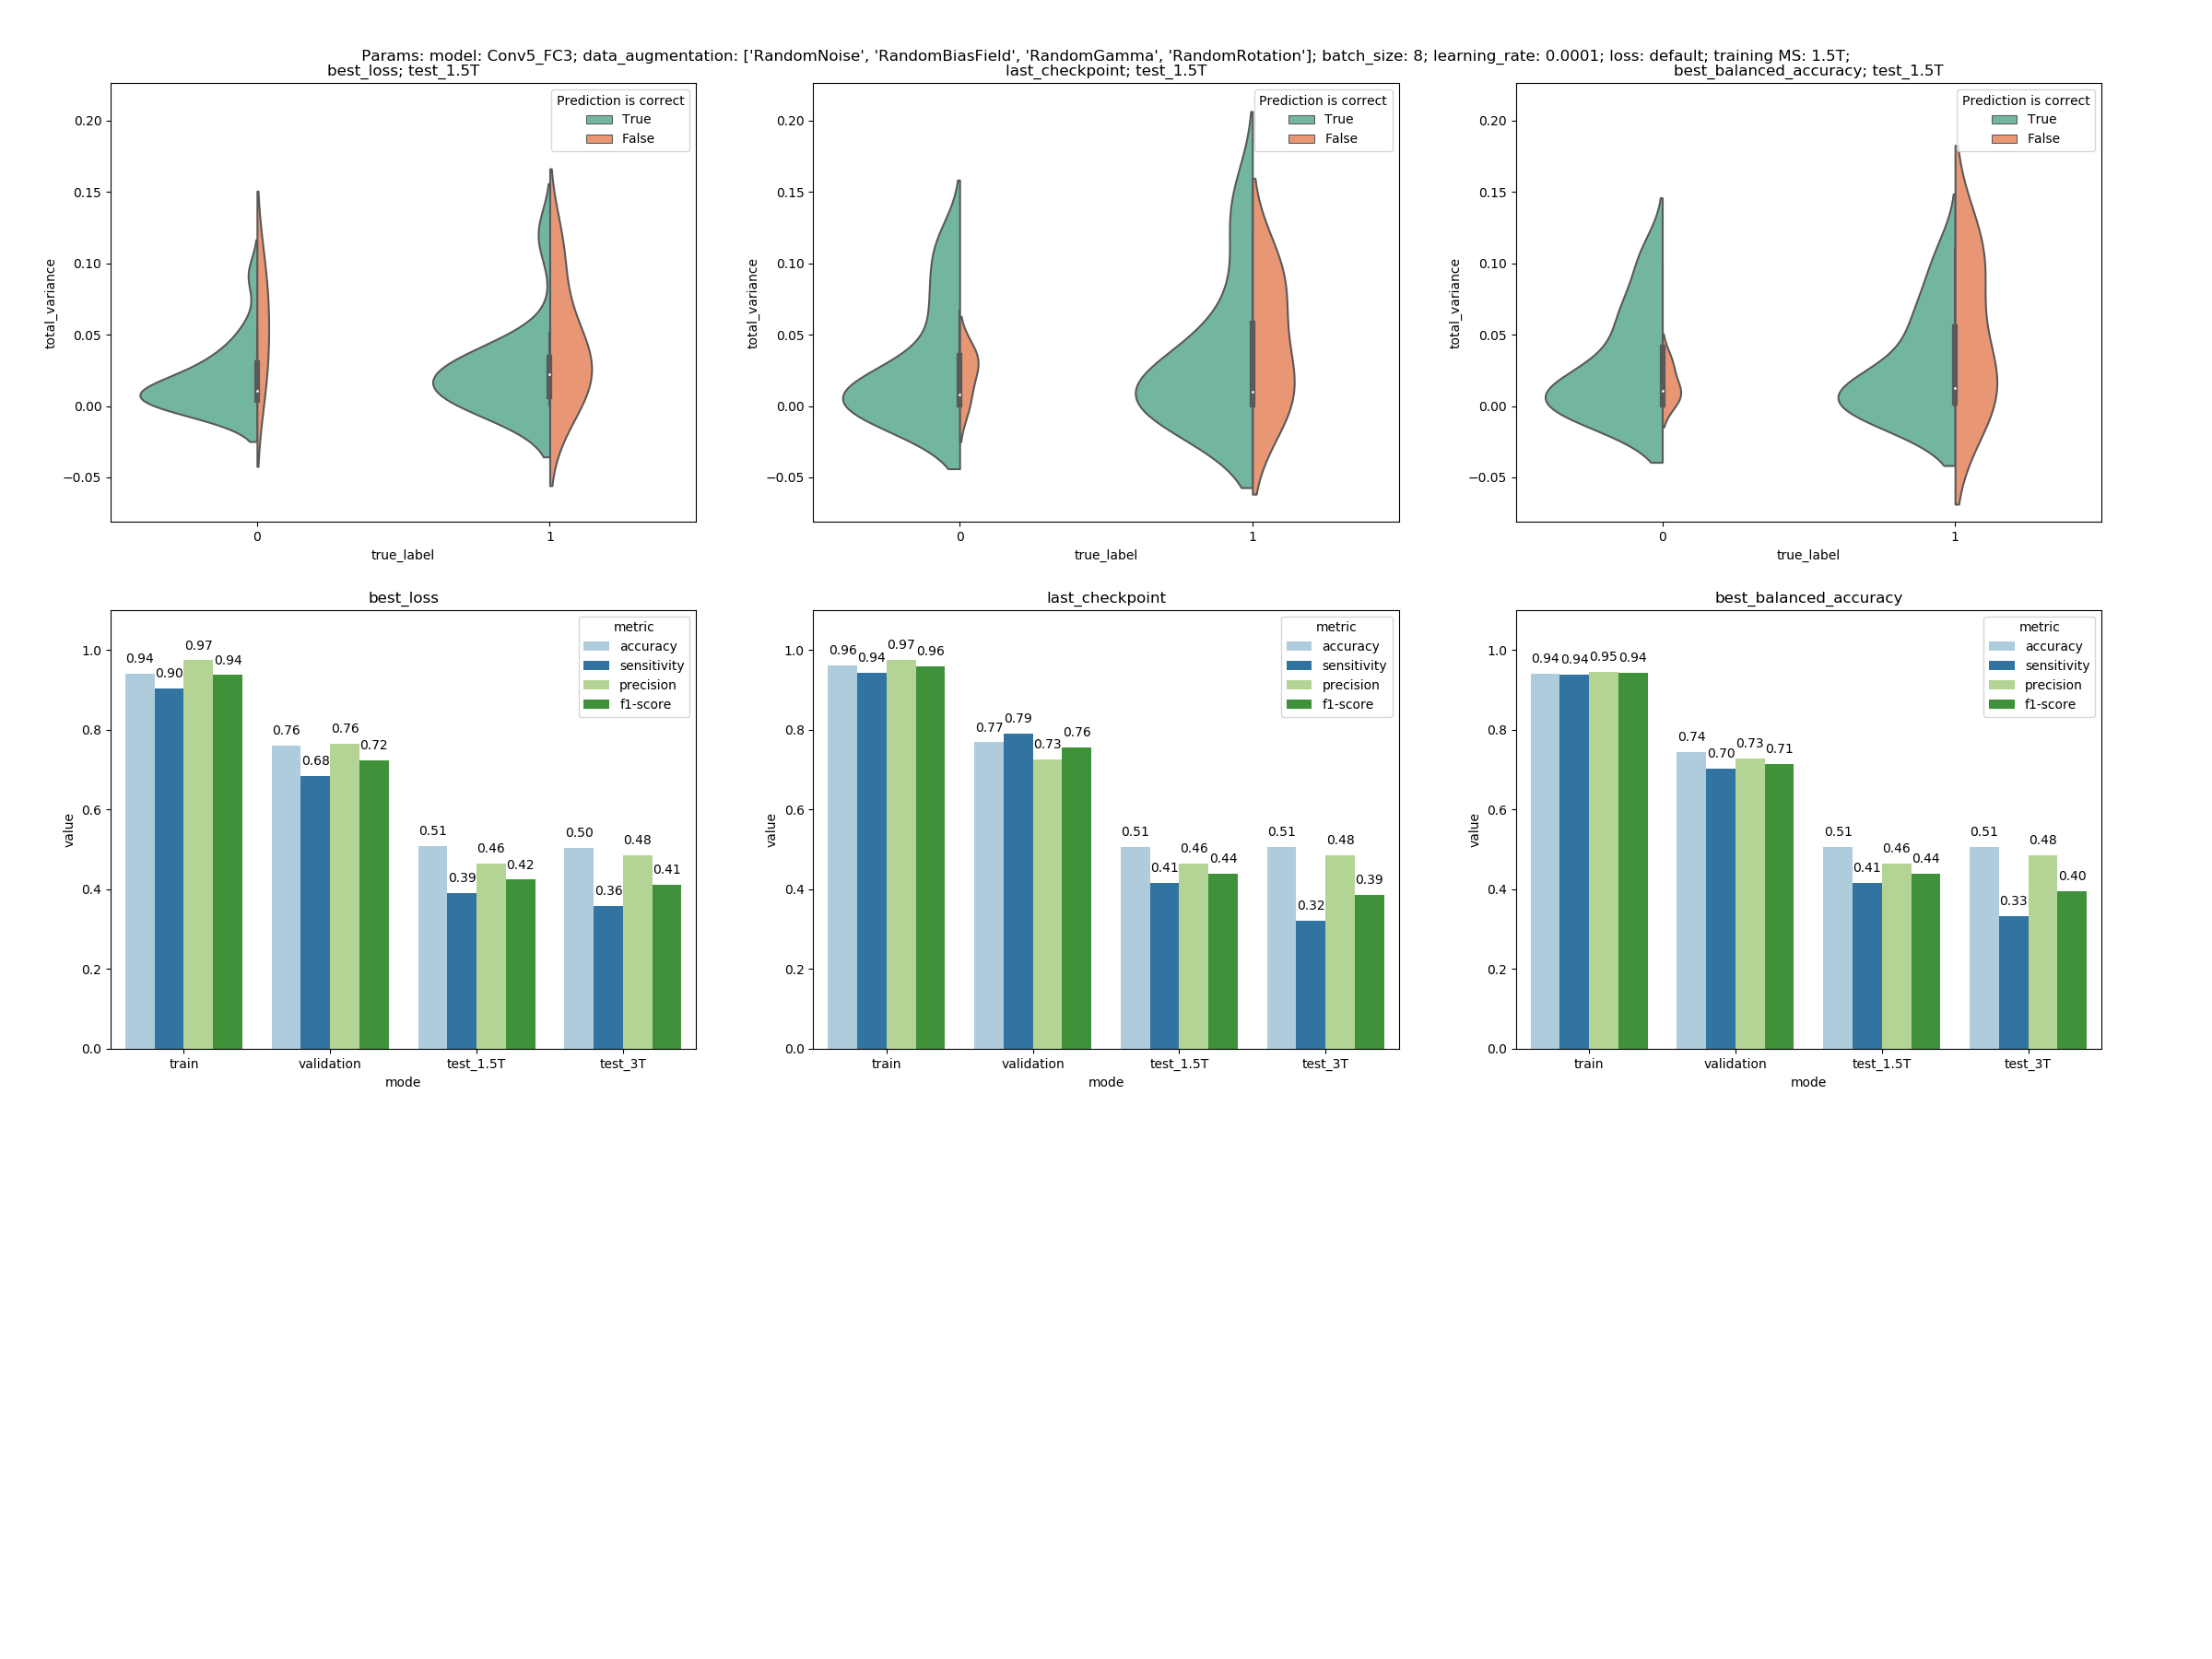 Params: model: Conv5_FC3; data_augmentation: ['RandomNoise', 'RandomBiasField', 'RandomGamma', 'RandomRotation']; batch_size: 8; learning_rate: 0.0001; loss: default; training MS: 1.5T;
best_loss; test_1.5T
total_variance
0.20
0.15
0.10
0.05
0.00
−0.05
Prediction is correct
True
False
0 1
true_label
last_checkpoint; test_1.5T
total_variance
0.20
0.15
0.10
0.05
0.00
−0.05
Prediction is correct
True
False
0 1
true_label
best_balanced_accuracy; test_1.5T
total_variance
0.20
0.15
0.10
0.05
0.00
−0.05
Prediction is correct
True
False
0 1
true_label
best_loss
value
1.0
0.8
0.6
0.4
0.2
0.0
metric
accuracy
sensitivity
precision
f1-score
0.94 0.90 0.97 0.94
0.76 0.68 0.76 0.72
0.51 0.39 0.46 0.42
0.50 0.36 0.48 0.41
train validation test_1.5T test_3T
mode
last_checkpoint
value
1.0
0.8
0.6
0.4
0.2
0.0
metric
accuracy
sensitivity
precision
f1-score
0.96 0.94 0.97 0.96
0.77 0.79 0.73 0.76
0.51 0.41 0.46 0.44
0.51 0.32 0.48 0.39
train validation test_1.5T test_3T
mode
best_balanced_accuracy
value
1.0
0.8
0.6
0.4
0.2
0.0
metric
accuracy
sensitivity
precision
f1-score
0.94 0.94 0.95 0.94
0.74 0.70 0.73 0.71
0.51 0.41 0.46 0.44
0.51 0.33 0.48 0.40
train validation test_1.5T test_3T
mode